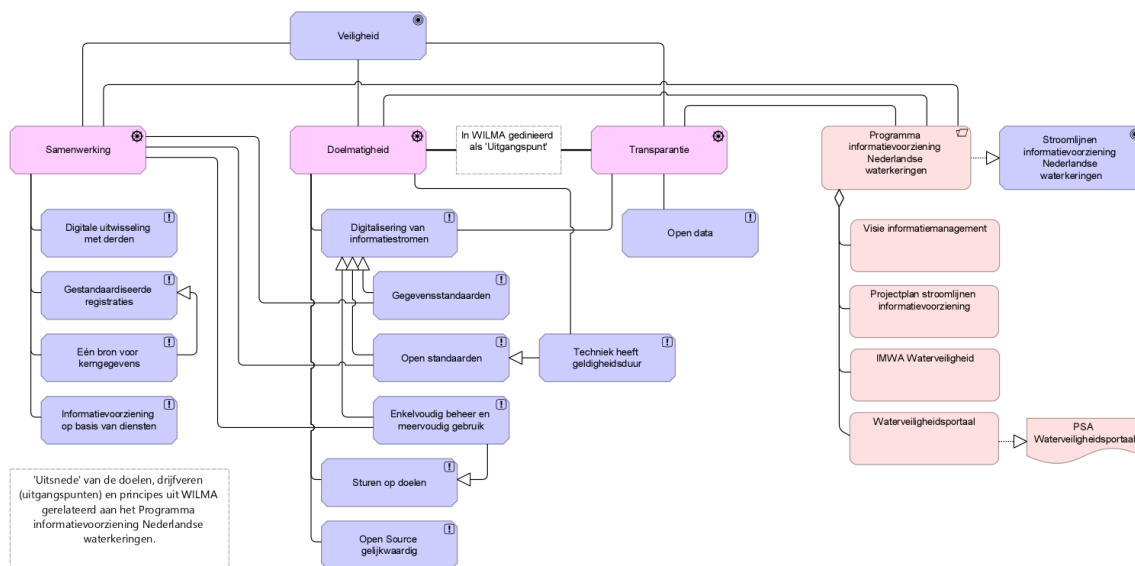 Veiligheid
Samenwerking
Doelmatigheid
In WILMA gedinieerd
als 'Uitgangspunt'
Transparantie
Programma
informatievoorziening
Nederlandse
waterkeringen
Stroomlijnen
informatievoorziening
Nederlandse
waterkeringen
Digitale uitwisseling
met derden
Gestandaardiseerde
registraties
Eén bron voor
kerngegevens
Informatievoorziening
op basis van diensten
Digitalisering van
informatiestromen
Gegevensstandaarden
Open standaarden
Enkelvoudig beheer en
meervoudig gebruik
Sturen op doelen
Open Source
gelijkwaardig
Open data
Techniek heeft
geldigheidsduur
Visie informatiemanagement
Projectplan stroomlijnen
informatievoorziening
IMWA Waterveiligheid
Waterveiligheidsportaal
PSA
Waterveiligheidsportaal
'Uitsnede' van de doelen, drijfveren
(uitgangspunten) en principes uit WILMA
gerelateerd aan het Programma
informatievoorziening Nederlandse
waterkeringen.